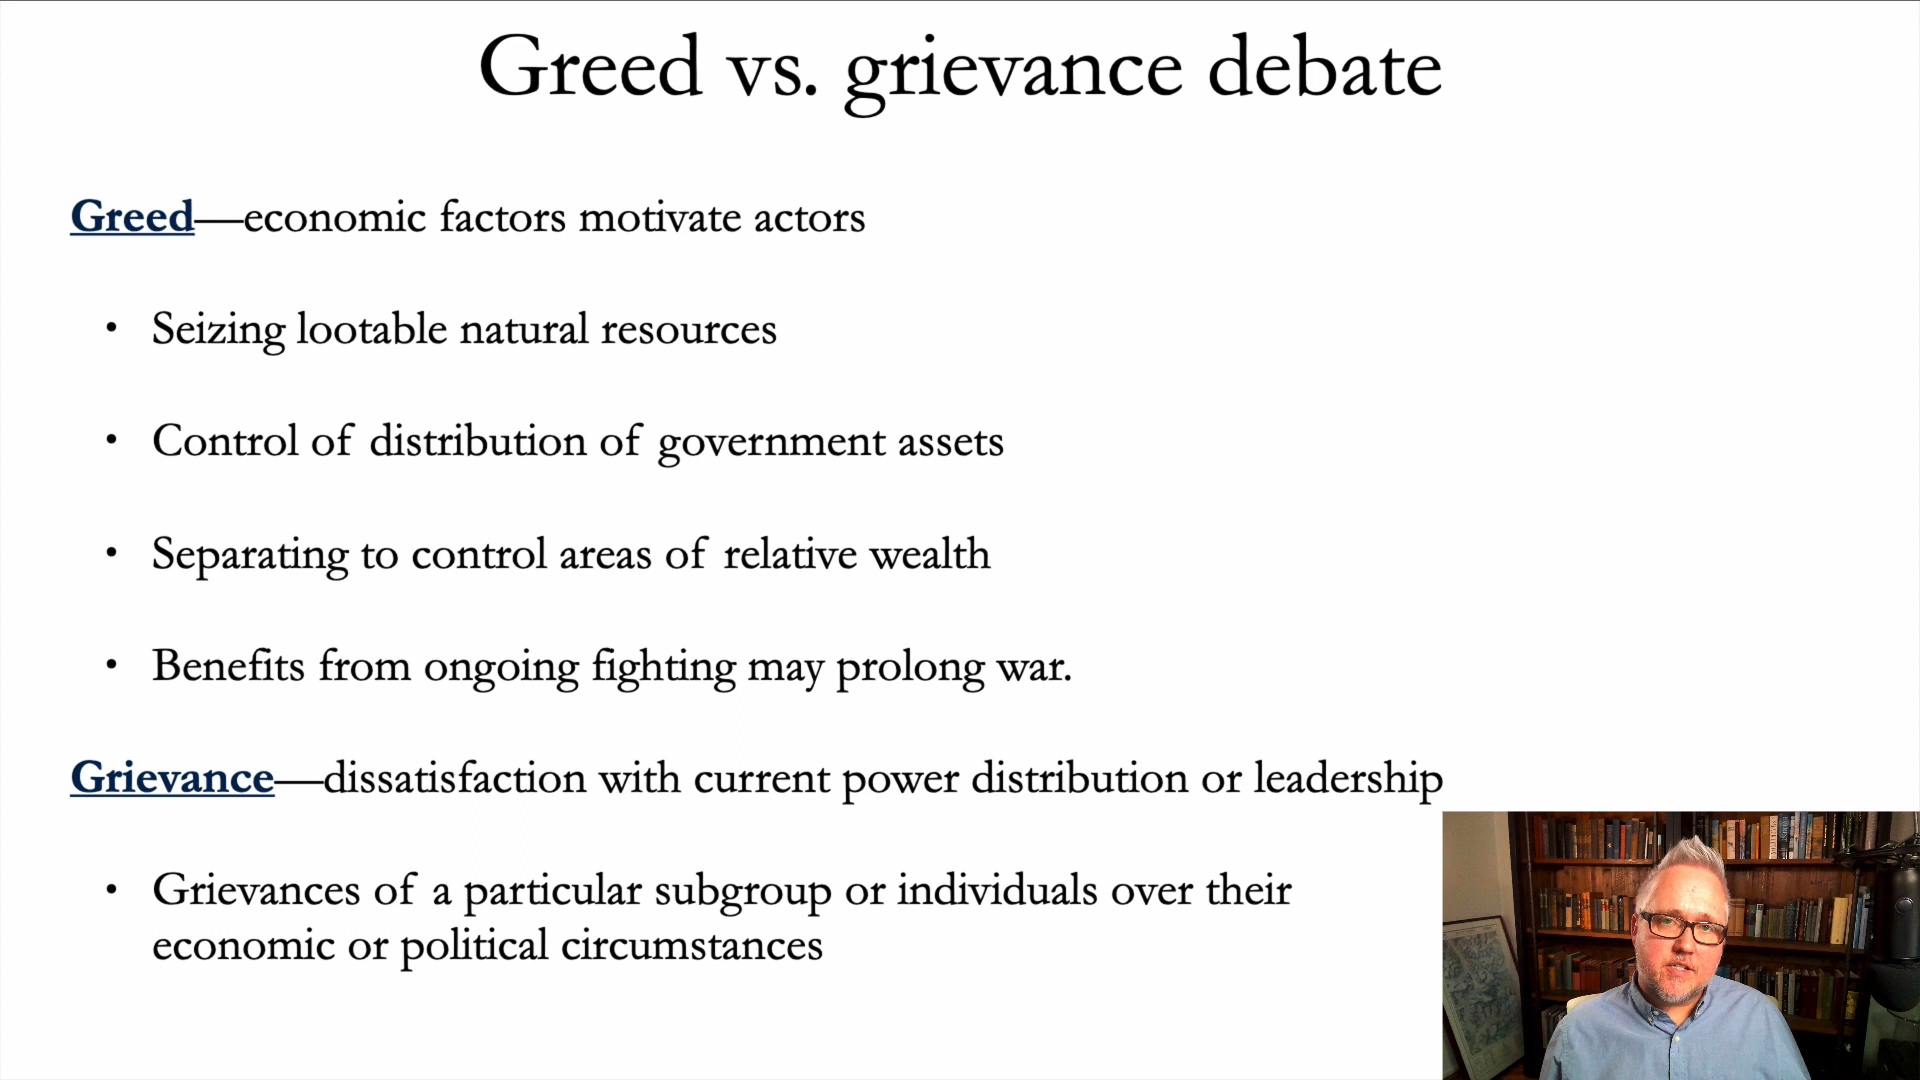 Greed vs. grievance debate
Greed—economic factors motivate actors
• Seizing lootable natural resources
• Control of distribution of government assets
• Separating to control areas of relative wealth
• Benefits from ongoing fighting may prolong war.
Grievance—dissatisfaction with current power distribution or leadership
• Grievances of a particular subgroup or individuals over their
economic or political circumstances